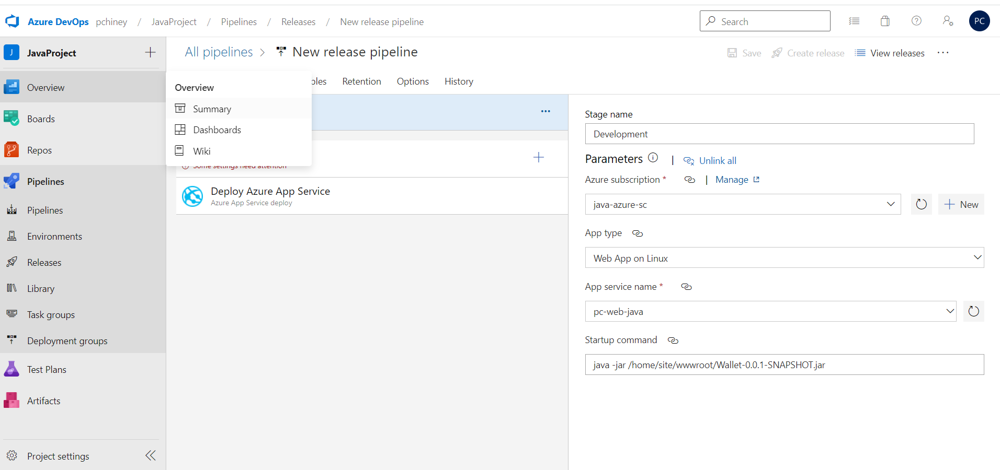 Azure DevOps pchiney / JavaProject / Pipelines / Releases / New release pipeline
Search
PC
J JavaProject
All pipelines > New release pipeline
Save Create release View releases ...
Overview
Boards
Repos
Pipelines
Pipelines
Environments
Releases
Library
Task groups
Deployment groups
Test Plans
Artifacts
Project settings
Overview
Summary
Dashboards
Wiki
bles Retention Options History
Some settings need attention
Deploy Azure App Service
Azure App Service deploy
Stage name
Development
Parameters | Unlink all
Azure subscription * | Manage
java-azure-sc
New
App type
Web App on Linux
App service name *
pc-web-java
Startup command
java -jar /home/site/wwwroot/Wallet-0.0.1-SNAPSHOT.jar